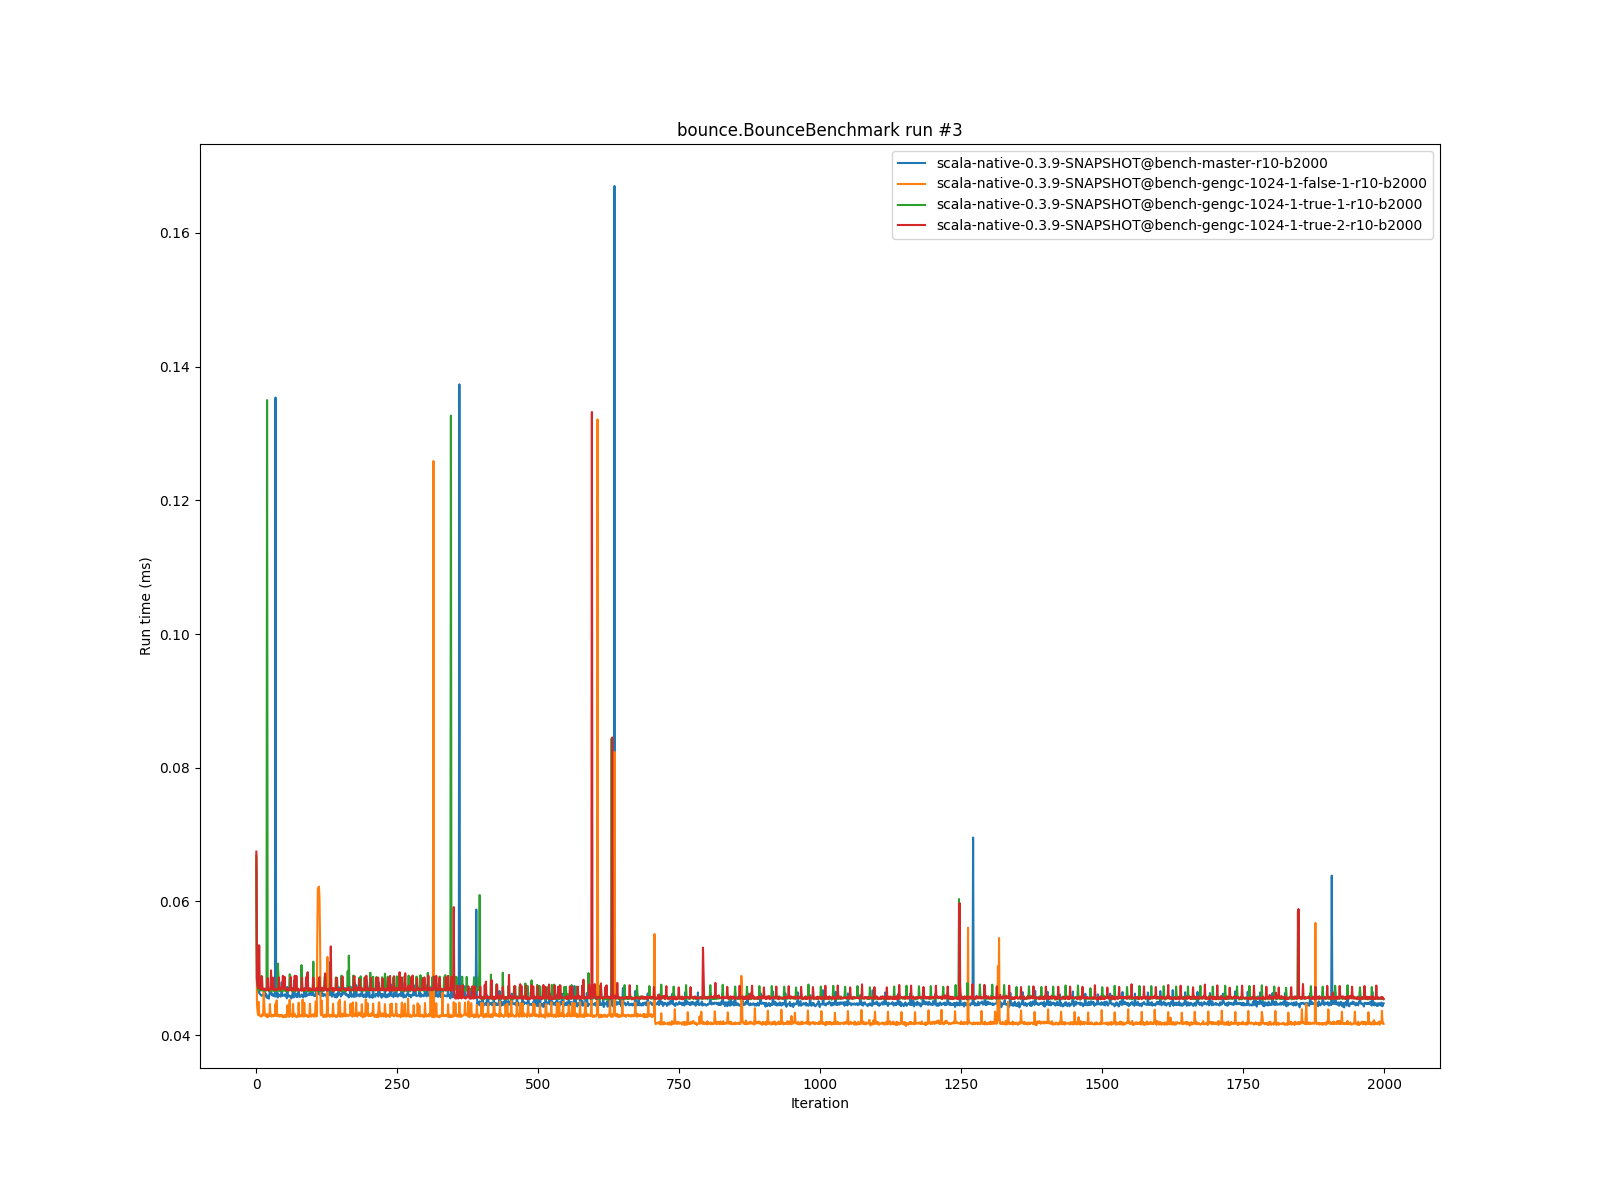 bounce.BounceBenchmark run #3
scala-native-0.3.9-SNAPSHOT@bench-master-r10-b2000
scala-native-0.3.9-SNAPSHOT@bench-gengc-1024-1-false-1-r10-b2000
scala-native-0.3.9-SNAPSHOT@bench-gengc-1024-1-true-1-r10-b2000
scala-native-0.3.9-SNAPSHOT@bench-gengc-1024-1-true-2-r10-b2000
Run time (ms)
0.16
0.14
0.12
0.10
0.08
0.06
0.04
0 250 500 750 1000 1250 1500 1750 2000
Iteration